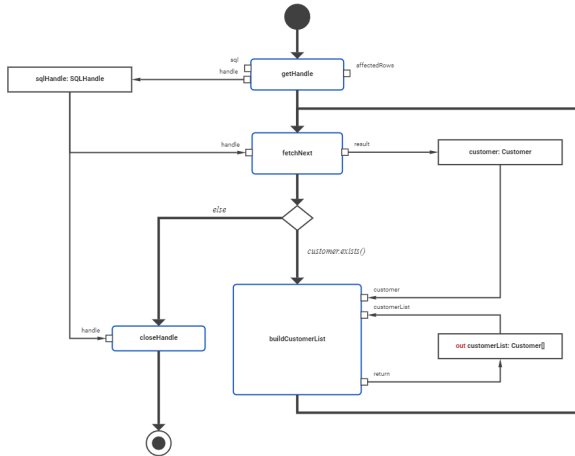 sql
affectedRows
handle
getHandle
sqlHandle: SQLHandle
handle
result
fetchNext
customer: Customer
else
customer.exists()
customer
customerList
handle
closeHandle
buildCustomerList
out customerList: Customer[]
return